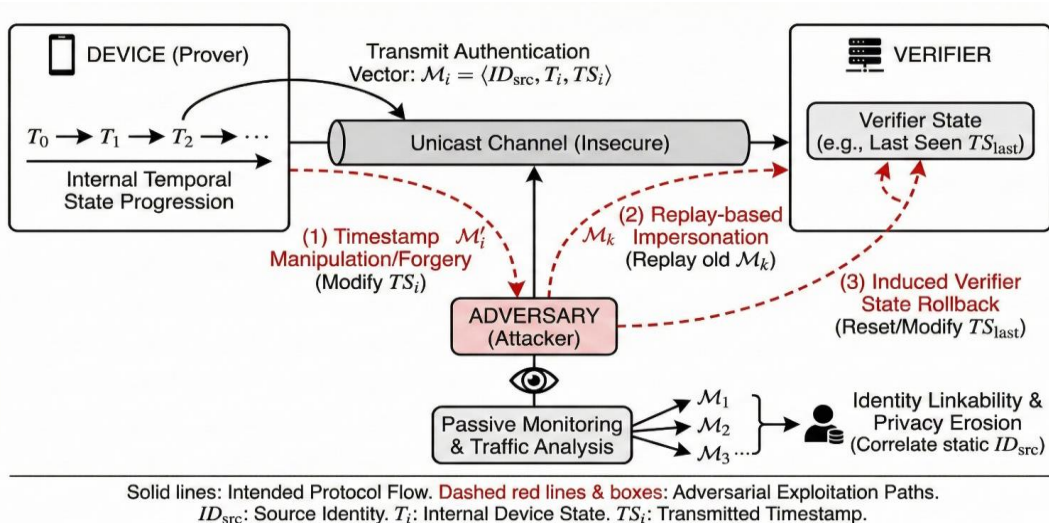 DEVICE (Prover)
T₀ → T₁ → T₂ → ⋯
Internal Temporal
State Progression
Transmit Authentication
Vector: ℳᵢ = ⟨ID_src, Tᵢ, TSᵢ⟩
Unicast Channel (Insecure)
VERIFIER
Verifier State
(e.g., Last Seen TS_last)
(1) Timestamp
Manipulation/Forgery
(Modify TSᵢ)
ℳ′ᵢ
ℳₖ
(2) Replay-based
Impersonation
(Replay old ℳₖ)
(3) Induced Verifier
State Rollback
(Reset/Modify TS_last)
ADVERSARY
(Attacker)
Passive Monitoring
& Traffic Analysis
ℳ₁
ℳ₂
ℳ₃ ⋯
Identity Linkability &
Privacy Erosion
(Correlate static ID_src)
Solid lines: Intended Protocol Flow. Dashed red lines & boxes: Adversarial Exploitation Paths.
ID_src: Source Identity. Tᵢ: Internal Device State. TSᵢ: Transmitted Timestamp.